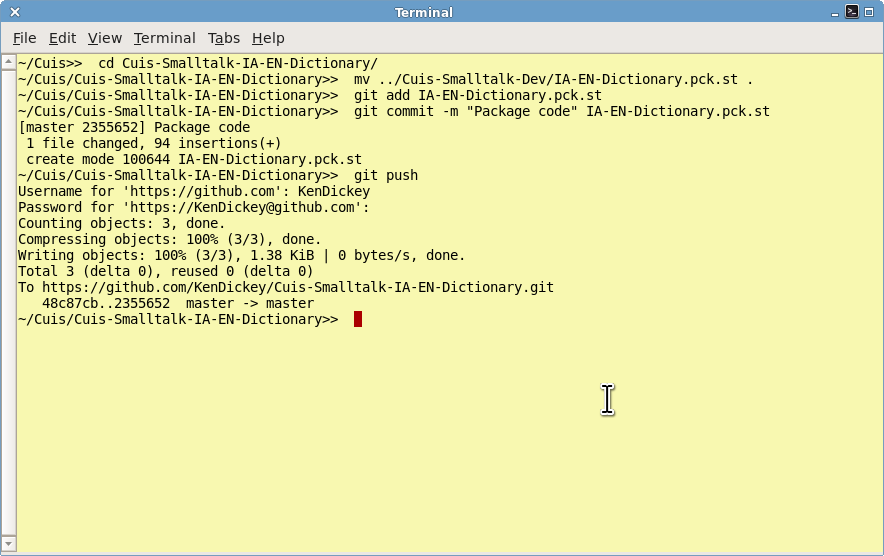 Terminal
File Edit View Terminal Tabs Help
~/Cuis>>  cd Cuis-Smalltalk-IA-EN-Dictionary/
~/Cuis/Cuis-Smalltalk-IA-EN-Dictionary>>  mv ../Cuis-Smalltalk-Dev/IA-EN-Dictionary.pck.st .
~/Cuis/Cuis-Smalltalk-IA-EN-Dictionary>>  git add IA-EN-Dictionary.pck.st
~/Cuis/Cuis-Smalltalk-IA-EN-Dictionary>>  git commit -m "Package code" IA-EN-Dictionary.pck.st
[master 2355652] Package code
 1 file changed, 94 insertions(+)
 create mode 100644 IA-EN-Dictionary.pck.st
~/Cuis/Cuis-Smalltalk-IA-EN-Dictionary>>  git push
Username for 'https://github.com': KenDickey
Password for 'https://KenDickey@github.com':
Counting objects: 3, done.
Compressing objects: 100% (3/3), done.
Writing objects: 100% (3/3), 1.38 KiB | 0 bytes/s, done.
Total 3 (delta 0), reused 0 (delta 0)
To https://github.com/KenDickey/Cuis-Smalltalk-IA-EN-Dictionary.git
   48c87cb..2355652  master -> master
~/Cuis/Cuis-Smalltalk-IA-EN-Dictionary>>